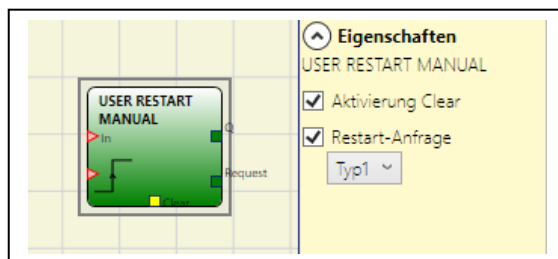 USER RESTART
MANUAL
In
Q
Request
Clear
Eigenschaften
USER RESTART MANUAL
Aktivierung Clear
Restart-Anfrage
Typ1